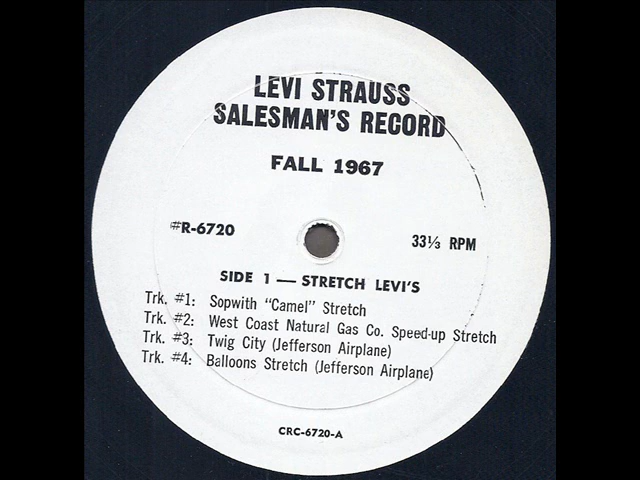 LEVI STRAUSS
SALESMAN'S RECORD
FALL 1967
#R-6720
33⅓ RPM
SIDE 1 — STRETCH LEVI'S
Trk. #1: Sopwith "Camel" Stretch
Trk. #2: West Coast Natural Gas Co. Speed-up Stretch
Trk. #3: Twig City (Jefferson Airplane)
Trk. #4: Balloons Stretch (Jefferson Airplane)
CRC-6720-A